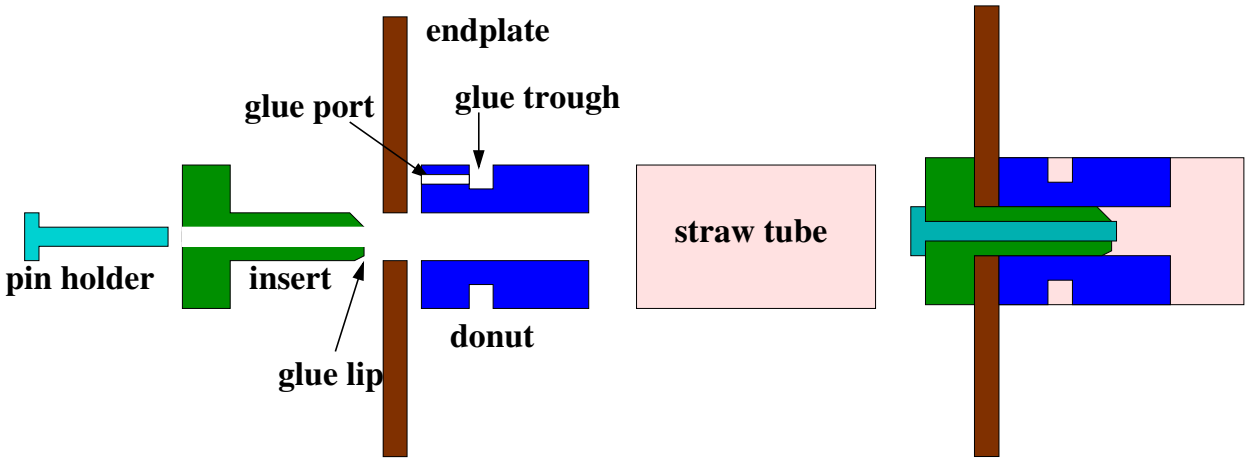 endplate
glue port
glue trough
straw tube
pin holder
insert
donut
glue lip